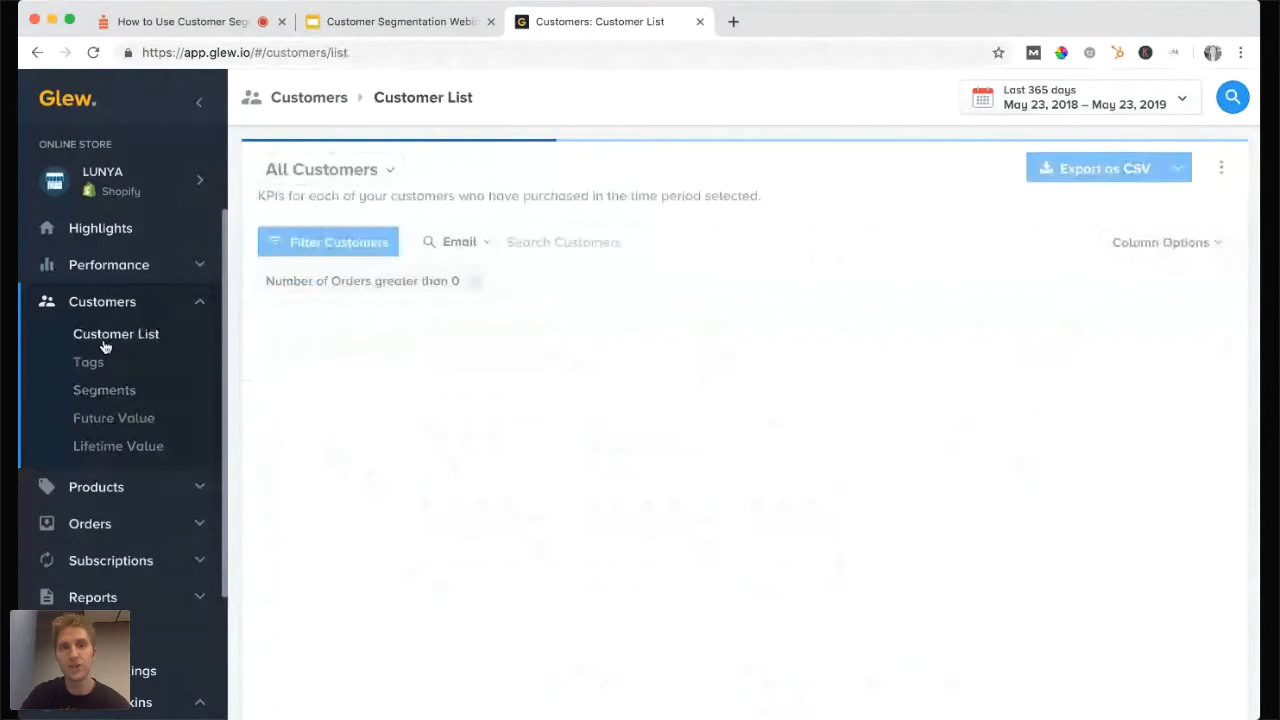 How to Use Customer Seg
Customer Segmentation Webi
Customers: Customer List
https://app.glew.io/#/customers/list
Glew.
ONLINE STORE
LUNYA
Shopify
Highlights
Performance
Customers
Customer List
Tags
Segments
Future Value
Lifetime Value
Products
Orders
Subscriptions
Reports
ings
ins
Customers
Customer List
Last 365 days
May 23, 2018 – May 23, 2019
All Customers
Export as CSV
KPIs for each of your customers who have purchased in the time period selected.
Filter Customers
Email
Search Customers
Column Options
Number of Orders greater than 0